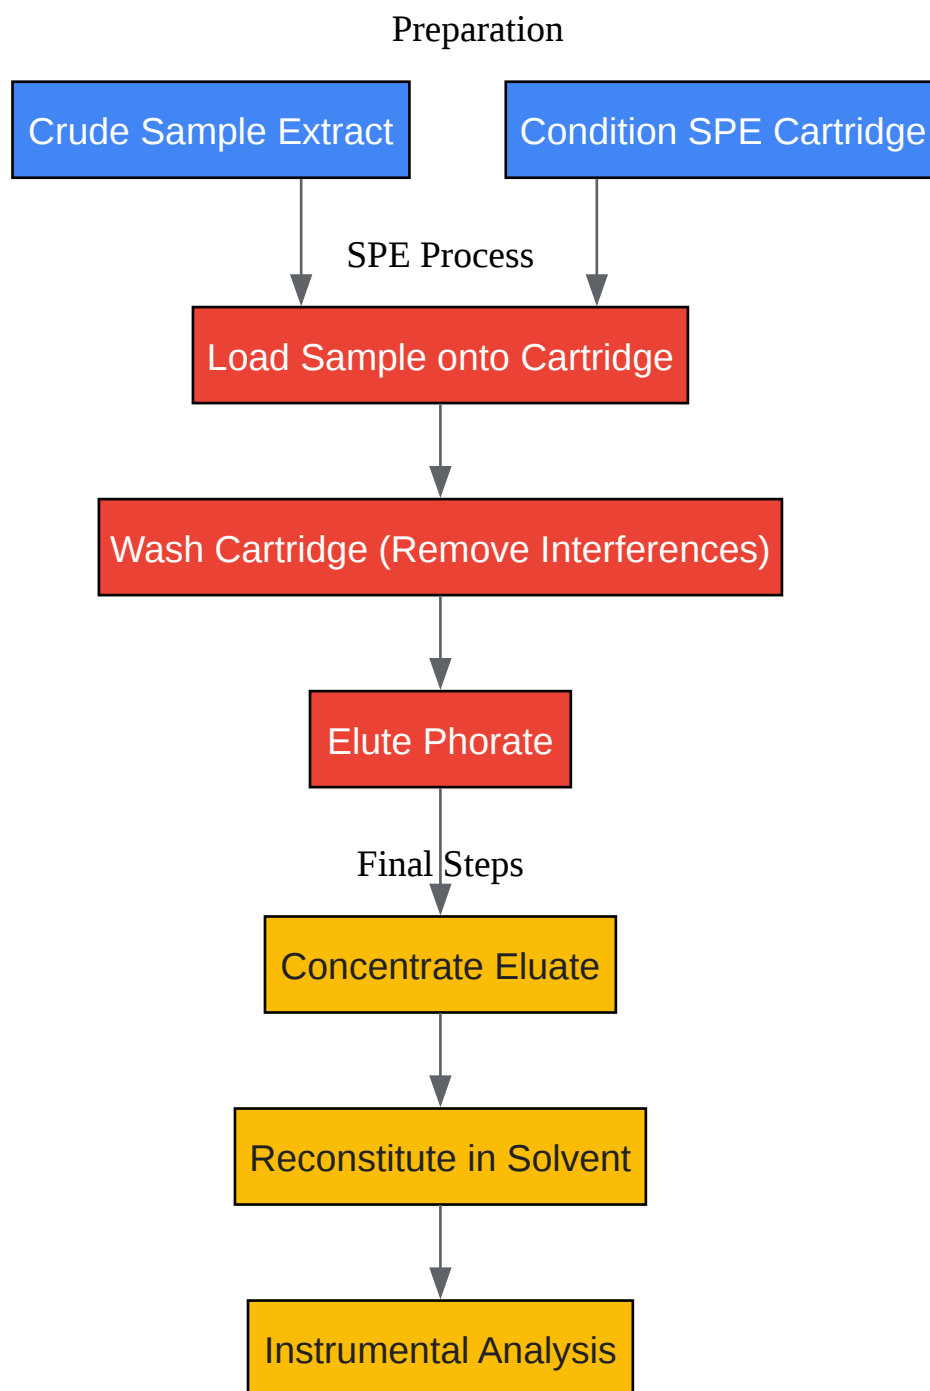 Preparation
Crude Sample Extract
Condition SPE Cartridge
SPE Process
Load Sample onto Cartridge
Wash Cartridge (Remove Interferences)
Elute Phorate
Final Steps
Concentrate Eluate
Reconstitute in Solvent
Instrumental Analysis